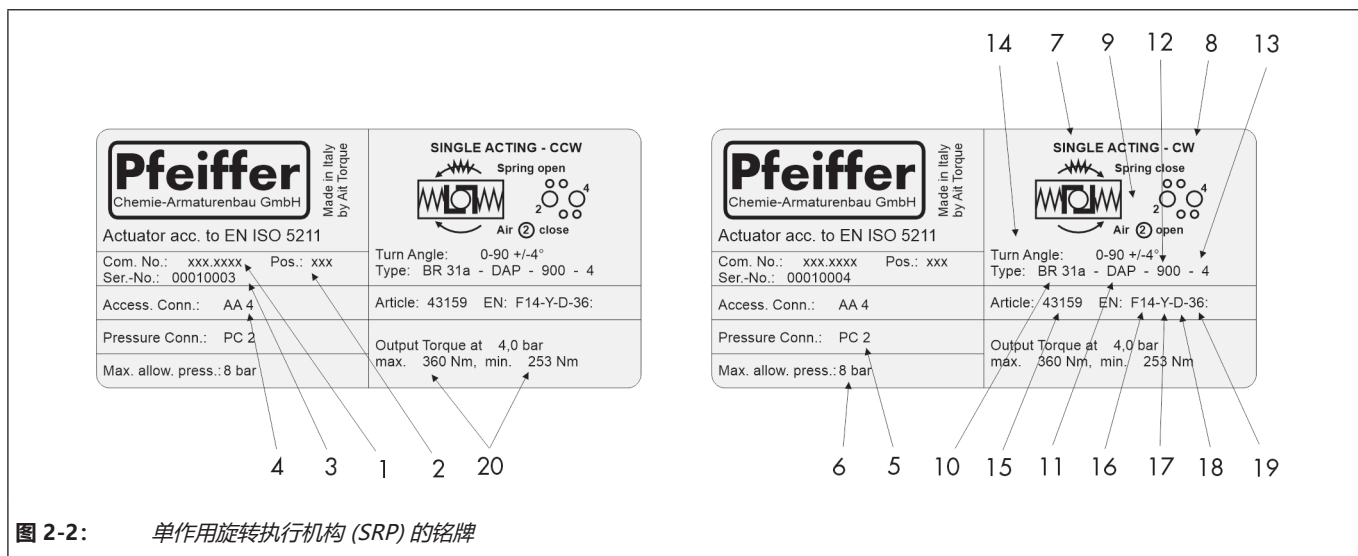 14 7 9 12 8 13
Pfeiffer
Chemie-Armaturenbau GmbH
Made in Italy
by Ait Torque
Actuator acc. to EN ISO 5211
Com. No.: xxx.xxxx Pos.: xxx
Ser.-No.: 00010003
Access. Conn.: AA 4
Pressure Conn.: PC 2
Max. allow. press.: 8 bar
SINGLE ACTING - CCW
Spring open
4
2
Air 2 close
Turn Angle: 0-90 +/-4°
Type: BR 31a - DAP - 900 - 4
Article: 43159 EN: F14-Y-D-36:
Output Torque at 4,0 bar
max. 360 Nm, min. 253 Nm
Pfeiffer
Chemie-Armaturenbau GmbH
Made in Italy
by Ait Torque
Actuator acc. to EN ISO 5211
Com. No.: xxx.xxxx Pos.: xxx
Ser.-No.: 00010004
Access. Conn.: AA 4
Pressure Conn.: PC 2
Max. allow. press.: 8 bar
SINGLE ACTING - CW
Spring close
4
2
Air 2 open
Turn Angle: 0-90 +/-4°
Type: BR 31a - DAP - 900 - 4
Article: 43159 EN: F14-Y-D-36:
Output Torque at 4,0 bar
max. 360 Nm, min. 253 Nm
4 3 1 2 20
6 5 10 15 11 16 17 18 19
图 2-2： 单作用旋转执行机构 (SRP) 的铭牌